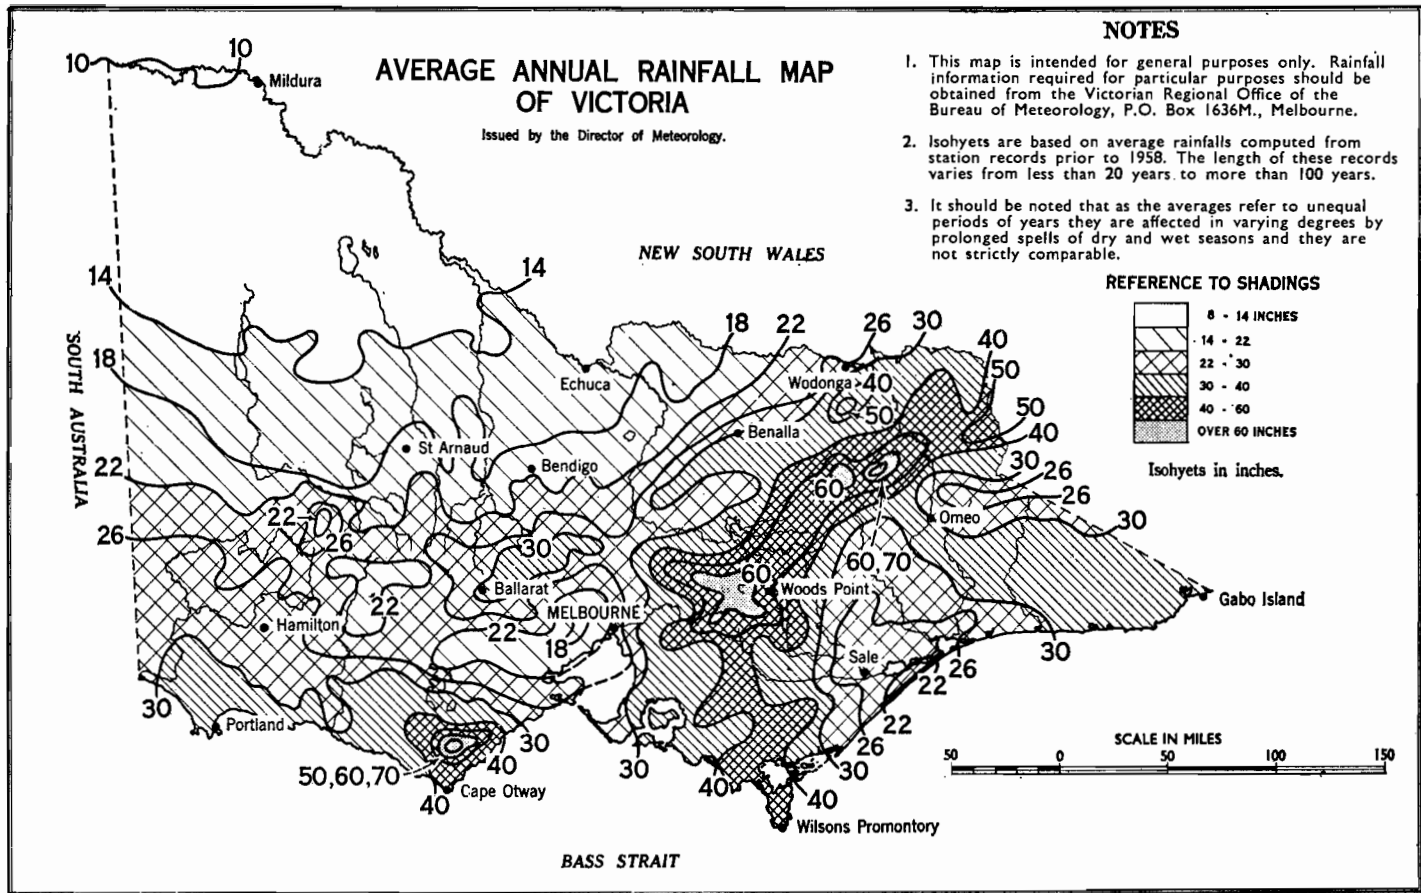 AVERAGE ANNUAL RAINFALL MAP
OF VICTORIA
Issued by the Director of Meteorology.
NOTES
1. This map is intended for general purposes only. Rainfall
information required for particular purposes should be
obtained from the Victorian Regional Office of the
Bureau of Meteorology, P.O. Box 1636M., Melbourne.
2. Isohyets are based on average rainfalls computed from
station records prior to 1958. The length of these records
varies from less than 20 years to more than 100 years.
3. It should be noted that as the averages refer to unequal
periods of years they are affected in varying degrees by
prolonged spells of dry and wet seasons and they are
not strictly comparable.
REFERENCE TO SHADINGS
8 - 14 INCHES
14 - 22
22 - 30
30 - 40
40 - 60
OVER 60 INCHES
Isohyets in inches.
10
10
Mildura
NEW SOUTH WALES
14
14
18
22
26
30
40
50
SOUTH AUSTRALIA
18
Echuca
Wodonga
40
50
50
40
St Arnaud
Benalla
22
Bendigo
30
26
60
26
22
26
Omeo
30
26
30
60,70
60
Ballarat
Woods Point
22
MELBOURNE
Gabo Island
Hamilton
22
18
Sale
30
26
22
30
Portland
22
30
26
30
50,60,70
40
30
40
40
Cape Otway
40
Wilsons Promontory
BASS STRAIT
SCALE IN MILES
50 0 50 100 150